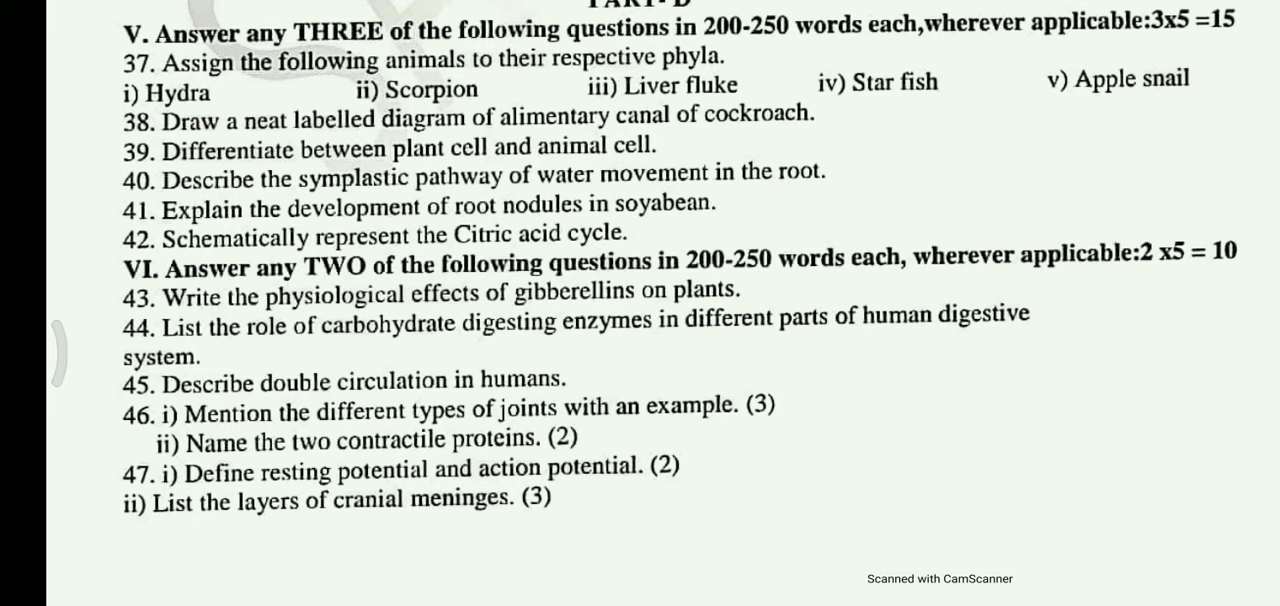 PART- D
V. Answer any THREE of the following questions in 200-250 words each,wherever applicable:3x5 =15
37. Assign the following animals to their respective phyla.
i) Hydra ii) Scorpion iii) Liver fluke iv) Star fish v) Apple snail
38. Draw a neat labelled diagram of alimentary canal of cockroach.
39. Differentiate between plant cell and animal cell.
40. Describe the symplastic pathway of water movement in the root.
41. Explain the development of root nodules in soyabean.
42. Schematically represent the Citric acid cycle.
VI. Answer any TWO of the following questions in 200-250 words each, wherever applicable:2 x5 = 10
43. Write the physiological effects of gibberellins on plants.
44. List the role of carbohydrate digesting enzymes in different parts of human digestive
system.
45. Describe double circulation in humans.
46. i) Mention the different types of joints with an example. (3)
ii) Name the two contractile proteins. (2)
47. i) Define resting potential and action potential. (2)
ii) List the layers of cranial meninges. (3)
Scanned with CamScanner